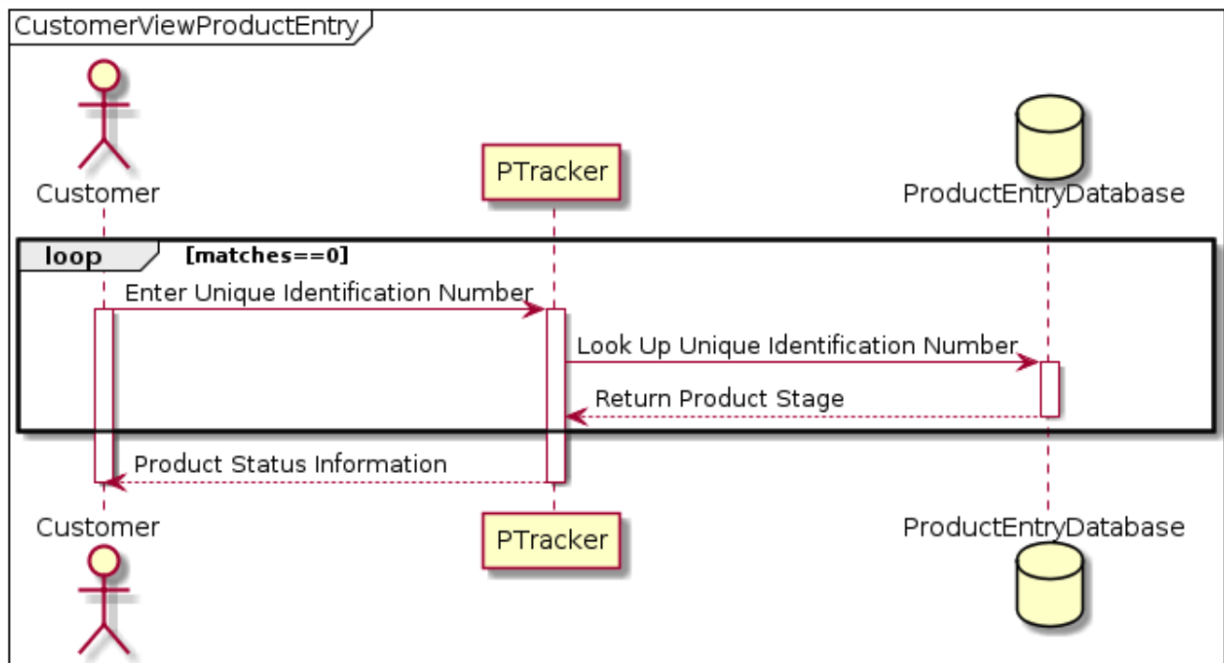 CustomerViewProductEntry
Customer
PTracker
ProductEntryDatabase
loop
[matches==0]
Enter Unique Identification Number
Look Up Unique Identification Number
Return Product Stage
Product Status Information
Customer
PTracker
ProductEntryDatabase